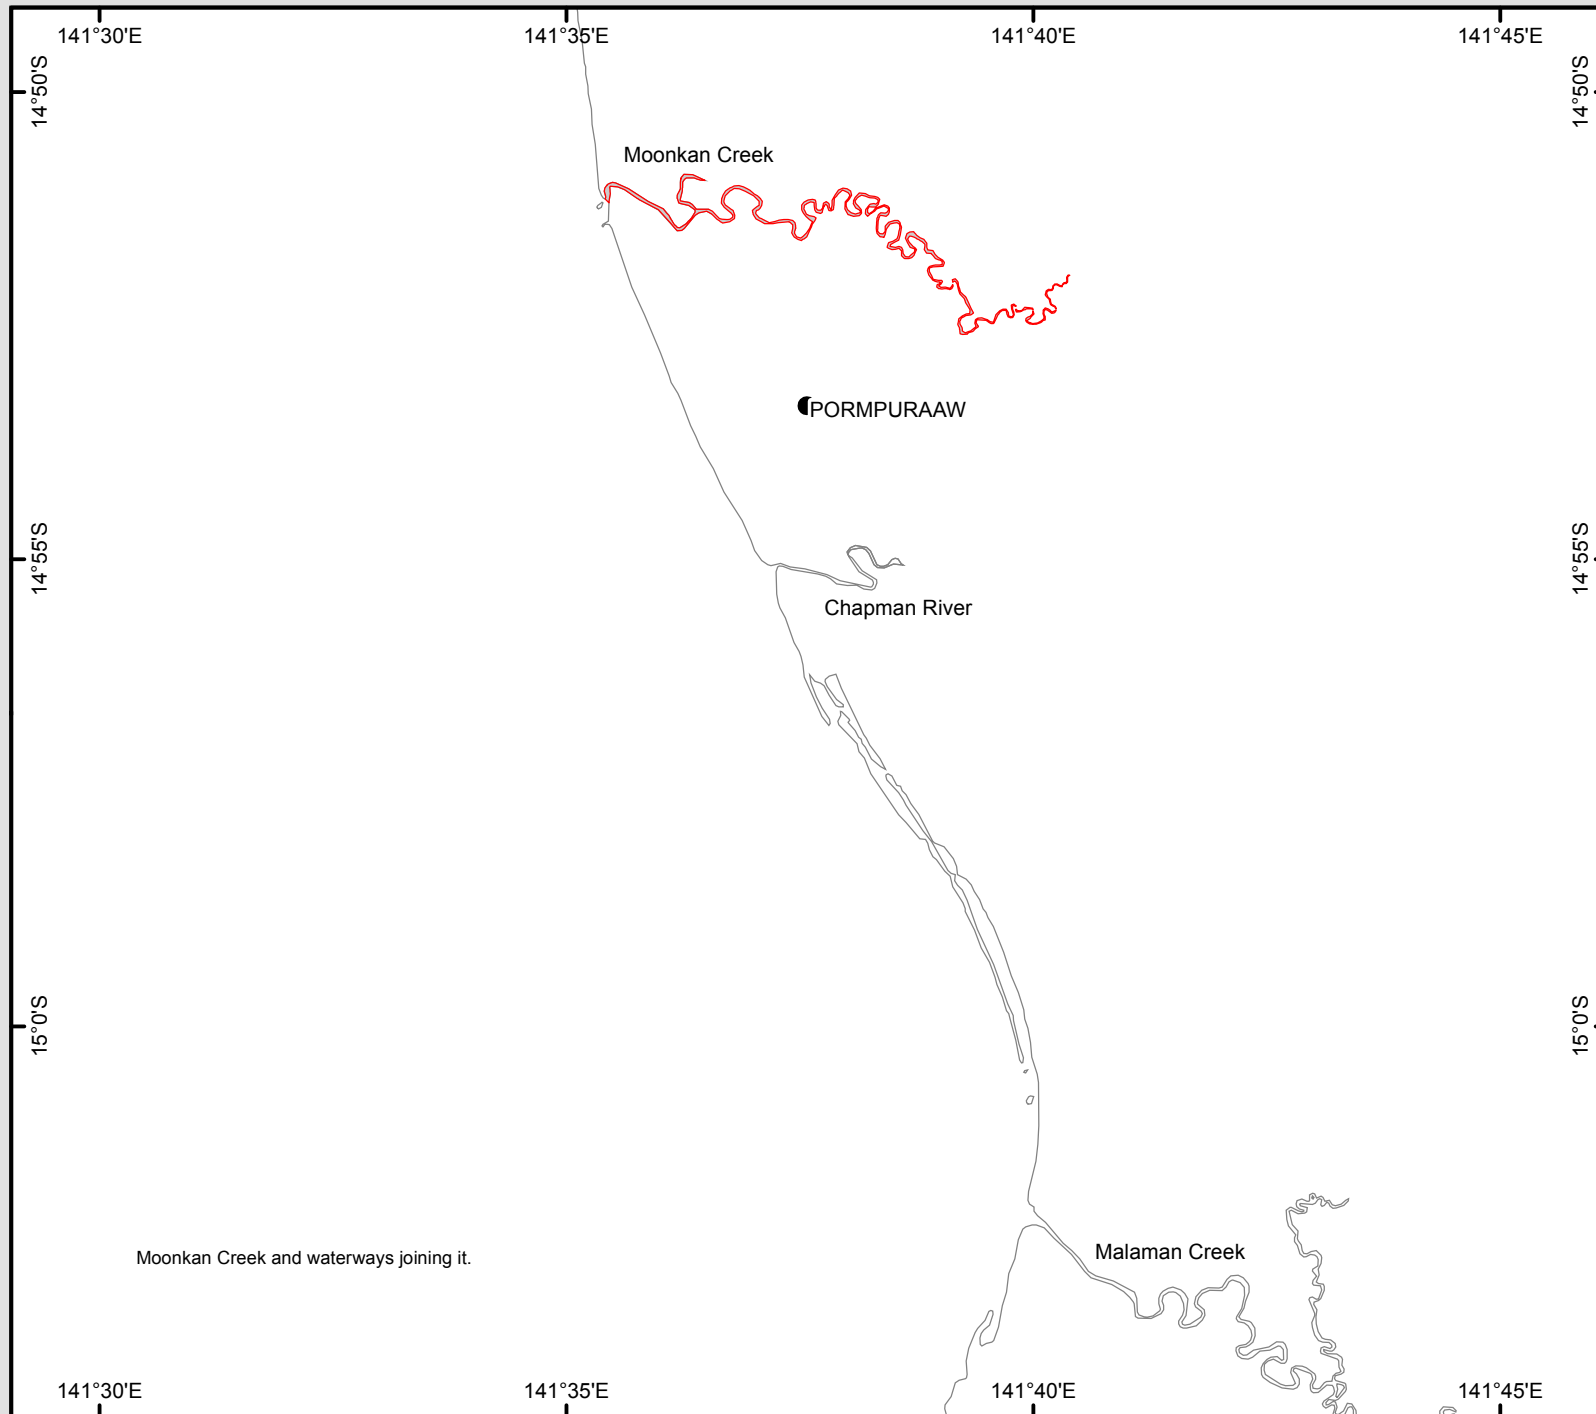 141°30'E 141°35'E 141°40'E 141°45'E
14°50'S 14°50'S
Moonkan Creek
PORMPURAAW
14°55'S 14°55'S
Chapman River
15°0'S 15°0'S
Malaman Creek
Moonkan Creek and waterways joining it.
141°30'E 141°35'E 141°40'E 141°45'E